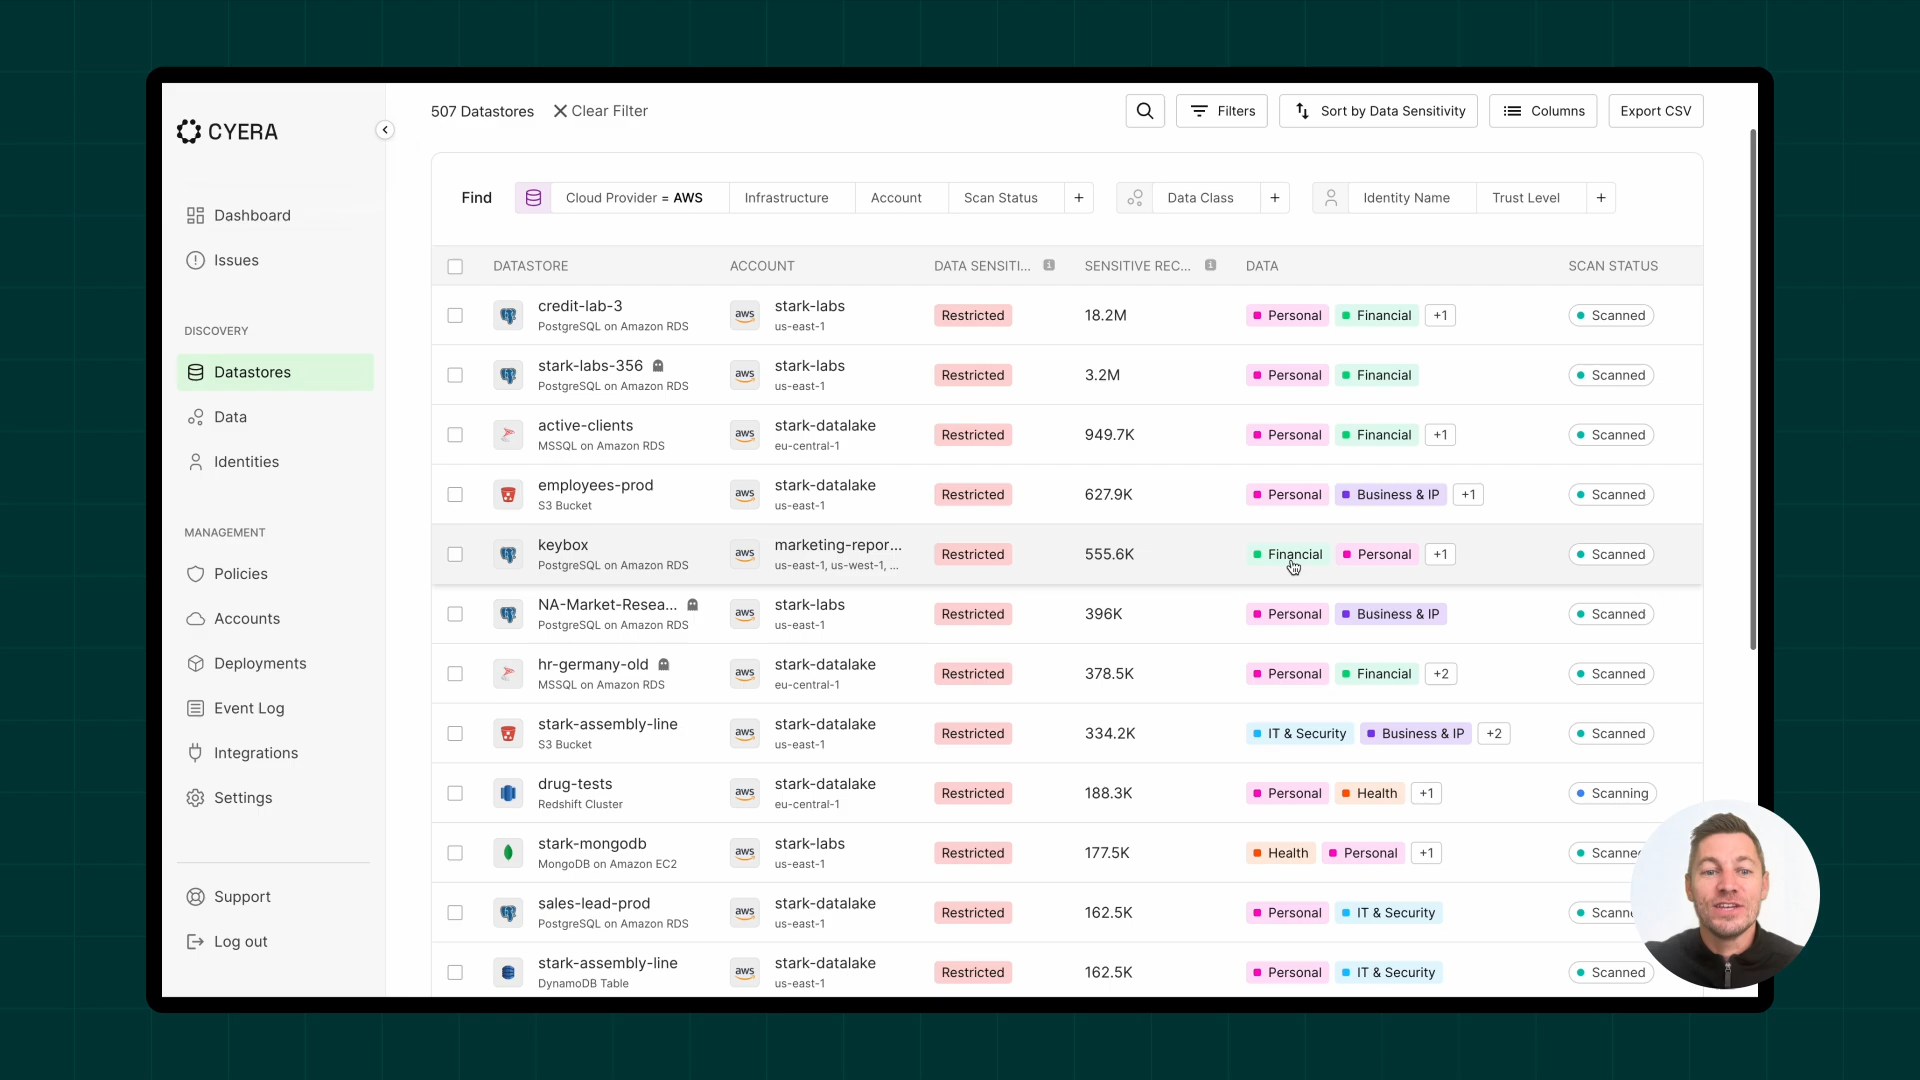 CYERA
Dashboard
Issues
DISCOVERY
Datastores
Data
Identities
MANAGEMENT
Policies
Accounts
Deployments
Event Log
Integrations
Settings
Support
Log out
507 Datastores Clear Filter Filters Sort by Data Sensitivity Columns Export CSV
Find Cloud Provider = AWS Infrastructure Account Scan Status + Data Class + Identity Name Trust Level +
DATASTORE ACCOUNT DATA SENSITI... SENSITIVE REC... DATA SCAN STATUS
credit-lab-3 aws stark-labs Restricted 18.2M Personal Financial +1 Scanned
PostgreSQL on Amazon RDS us-east-1
stark-labs-356 aws stark-labs Restricted 3.2M Personal Financial Scanned
PostgreSQL on Amazon RDS us-east-1
active-clients aws stark-datalake Restricted 949.7K Personal Financial +1 Scanned
MSSQL on Amazon RDS eu-central-1
employees-prod aws stark-datalake Restricted 627.9K Personal Business & IP +1 Scanned
S3 Bucket us-east-1
keybox aws marketing-repor... Restricted 555.6K Financial Personal +1 Scanned
PostgreSQL on Amazon RDS us-east-1, us-west-1, ...
NA-Market-Resea... aws stark-labs Restricted 396K Personal Business & IP Scanned
PostgreSQL on Amazon RDS us-east-1
hr-germany-old aws stark-datalake Restricted 378.5K Personal Financial +2 Scanned
MSSQL on Amazon RDS eu-central-1
stark-assembly-line aws stark-datalake Restricted 334.2K IT & Security Business & IP +2 Scanned
S3 Bucket us-east-1
drug-tests aws stark-datalake Restricted 188.3K Personal Health +1 Scanning
Redshift Cluster eu-central-1
stark-mongodb aws stark-labs Restricted 177.5K Health Personal +1 Scanne
MongoDB on Amazon EC2 us-east-1
sales-lead-prod aws stark-datalake Restricted 162.5K Personal IT & Security Scann
PostgreSQL on Amazon RDS us-east-1
stark-assembly-line aws stark-datalake Restricted 162.5K Personal IT & Security Scanned
DynamoDB Table us-east-1